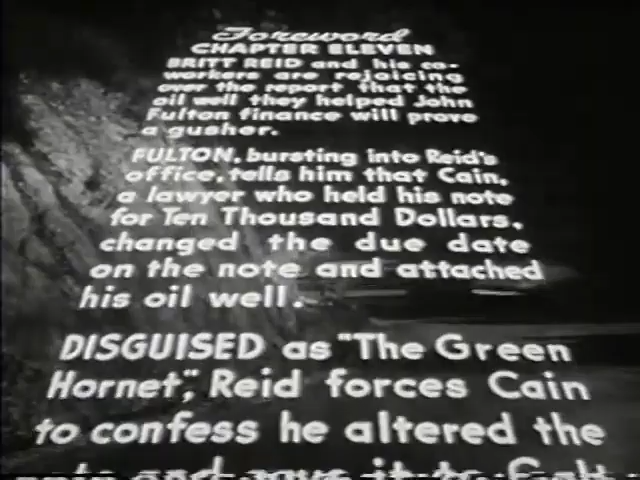 Foreword
CHAPTER ELEVEN
BRITT REID and his co-
workers are rejoicing
over the report that the
oil well they helped John
Fulton finance will prove
a gusher.
FULTON, bursting into Reid's
office, tells him that Cain,
a lawyer who held his note
for Ten Thousand Dollars,
changed the due date
on the note and attached
his oil well.
DISGUISED as "The Green
Hornet", Reid forces Cain
to confess he altered the